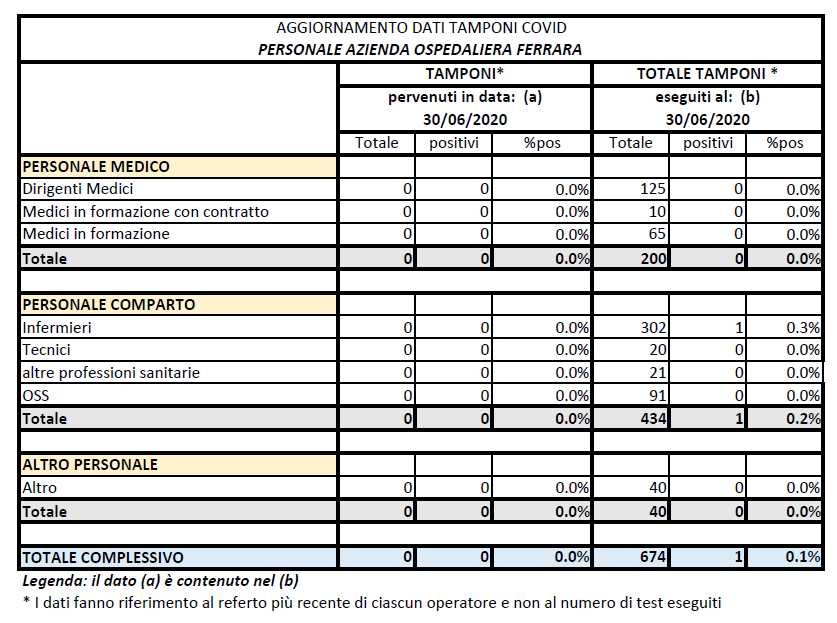 AGGIORNAMENTO DATI TAMPONI COVID
PERSONALE AZIENDA OSPEDALIERA FERRARA
TAMPONI* TOTALE TAMPONI *
pervenuti in data: (a) eseguiti al: (b)
30/06/2020 30/06/2020
Totale positivi %pos Totale positivi %pos
PERSONALE MEDICO
Dirigenti Medici 0 0 0.0% 125 0 0.0%
Medici in formazione con contratto 0 0 0.0% 10 0 0.0%
Medici in formazione 0 0 0.0% 65 0 0.0%
Totale 0 0 0.0% 200 0 0.0%
PERSONALE COMPARTO
Infermieri 0 0 0.0% 302 1 0.3%
Tecnici 0 0 0.0% 20 0 0.0%
altre professioni sanitarie 0 0 0.0% 21 0 0.0%
OSS 0 0 0.0% 91 0 0.0%
Totale 0 0 0.0% 434 1 0.2%
ALTRO PERSONALE
Altro 0 0 0.0% 40 0 0.0%
Totale 0 0 0.0% 40 0 0.0%
TOTALE COMPLESSIVO 0 0 0.0% 674 1 0.1%
Legenda: il dato (a) è contenuto nel (b)
* I dati fanno riferimento al referto più recente di ciascun operatore e non al numero di test eseguiti